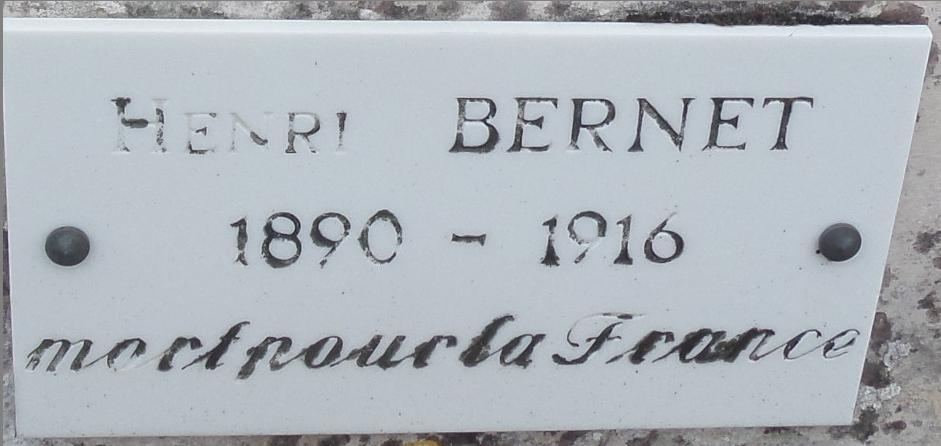 HENRI BERNET
1890 - 1916
mort pour la France